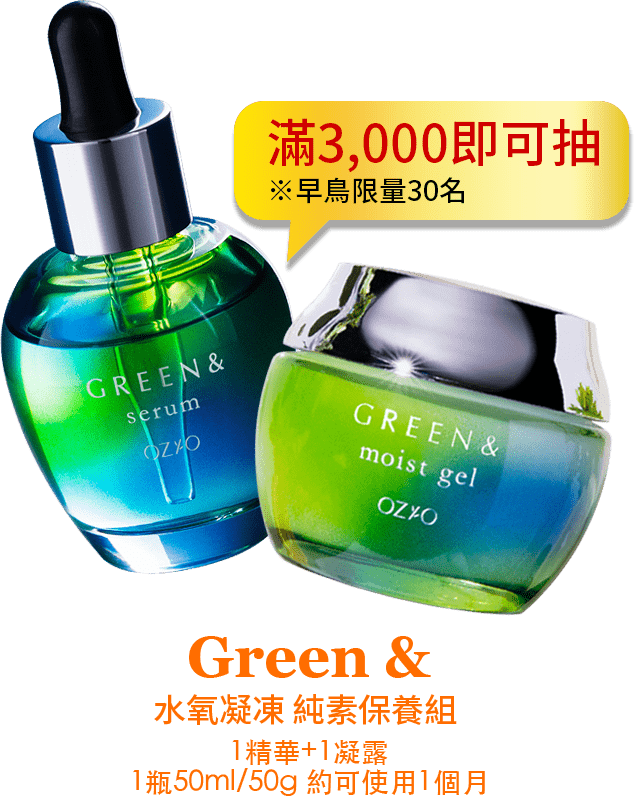 滿3,000即可抽
※早鳥限量30名
GREEN&
serum
OZIO
GREEN&
moist gel
OZIO
Green &
水氧凝凍 純素保養組
1精華+1凝露
1瓶50ml/50g 約可使用1個月